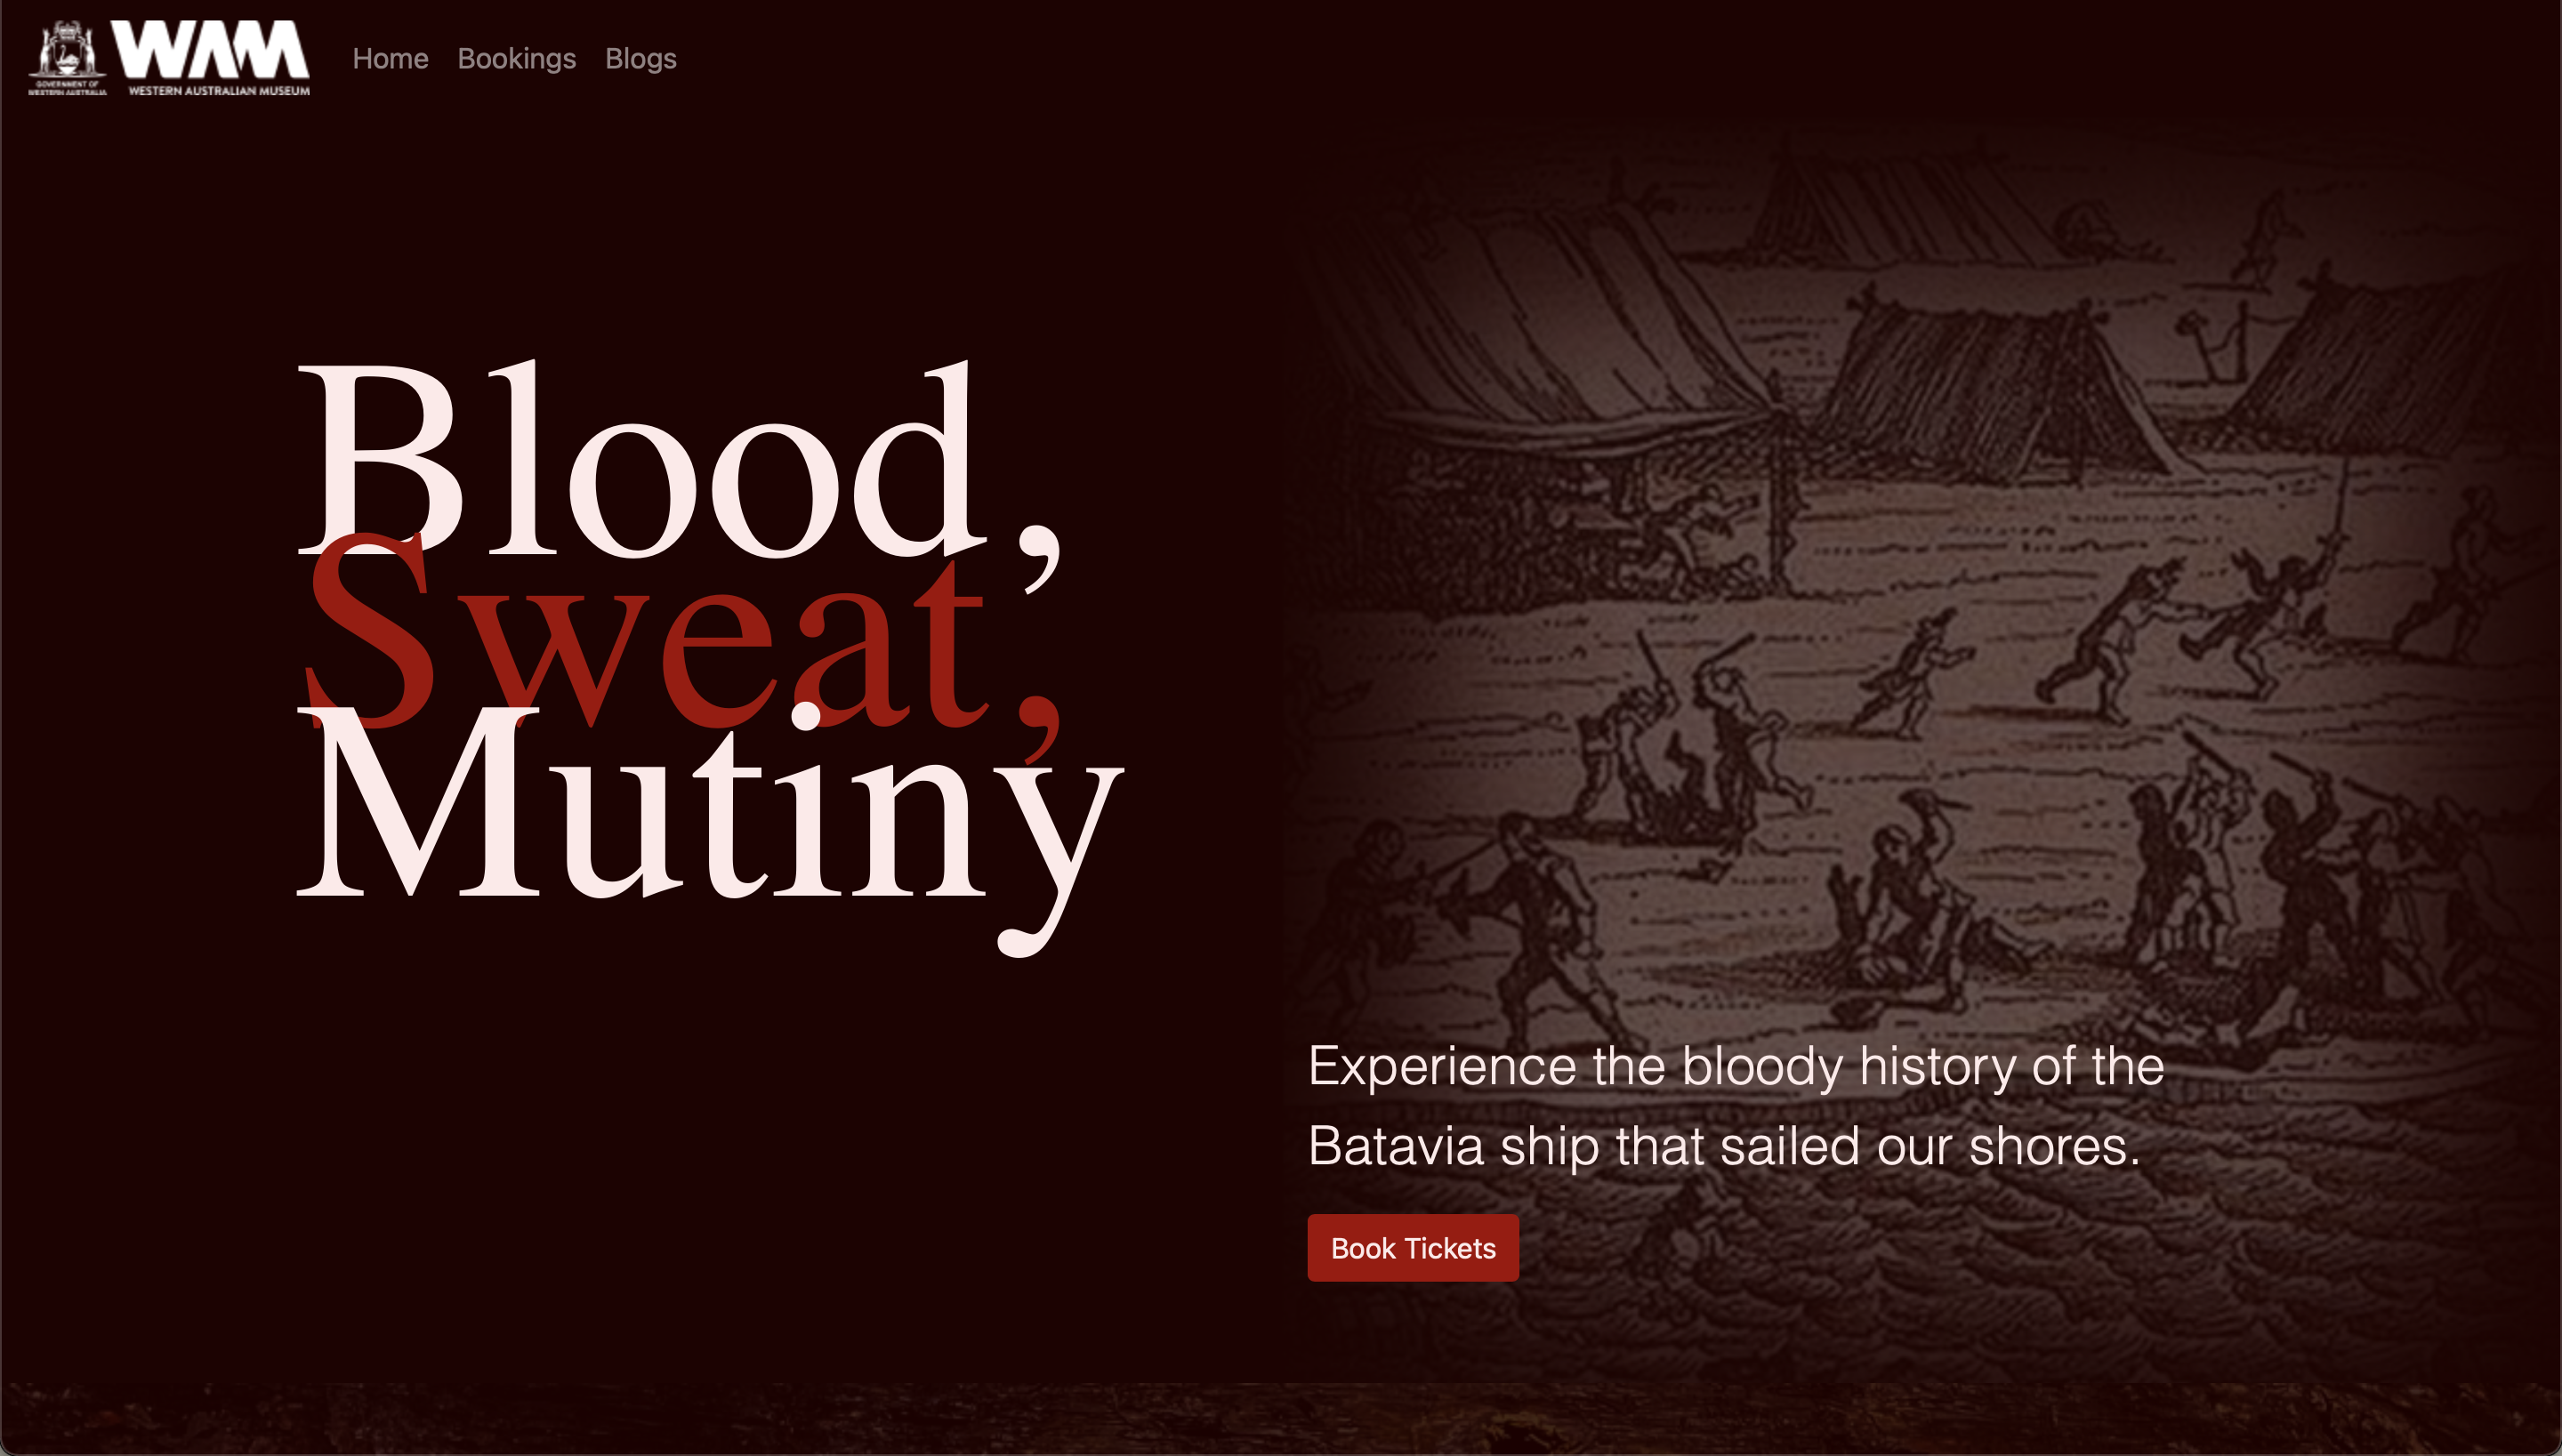 GOVERNMENT OF
WESTERN AUSTRALIA
WAM
WESTERN AUSTRALIAN MUSEUM
Home
Bookings
Blogs
Blood,
Sweat,
Mutiny
Experience the bloody history of the
Batavia ship that sailed our shores.
Book Tickets